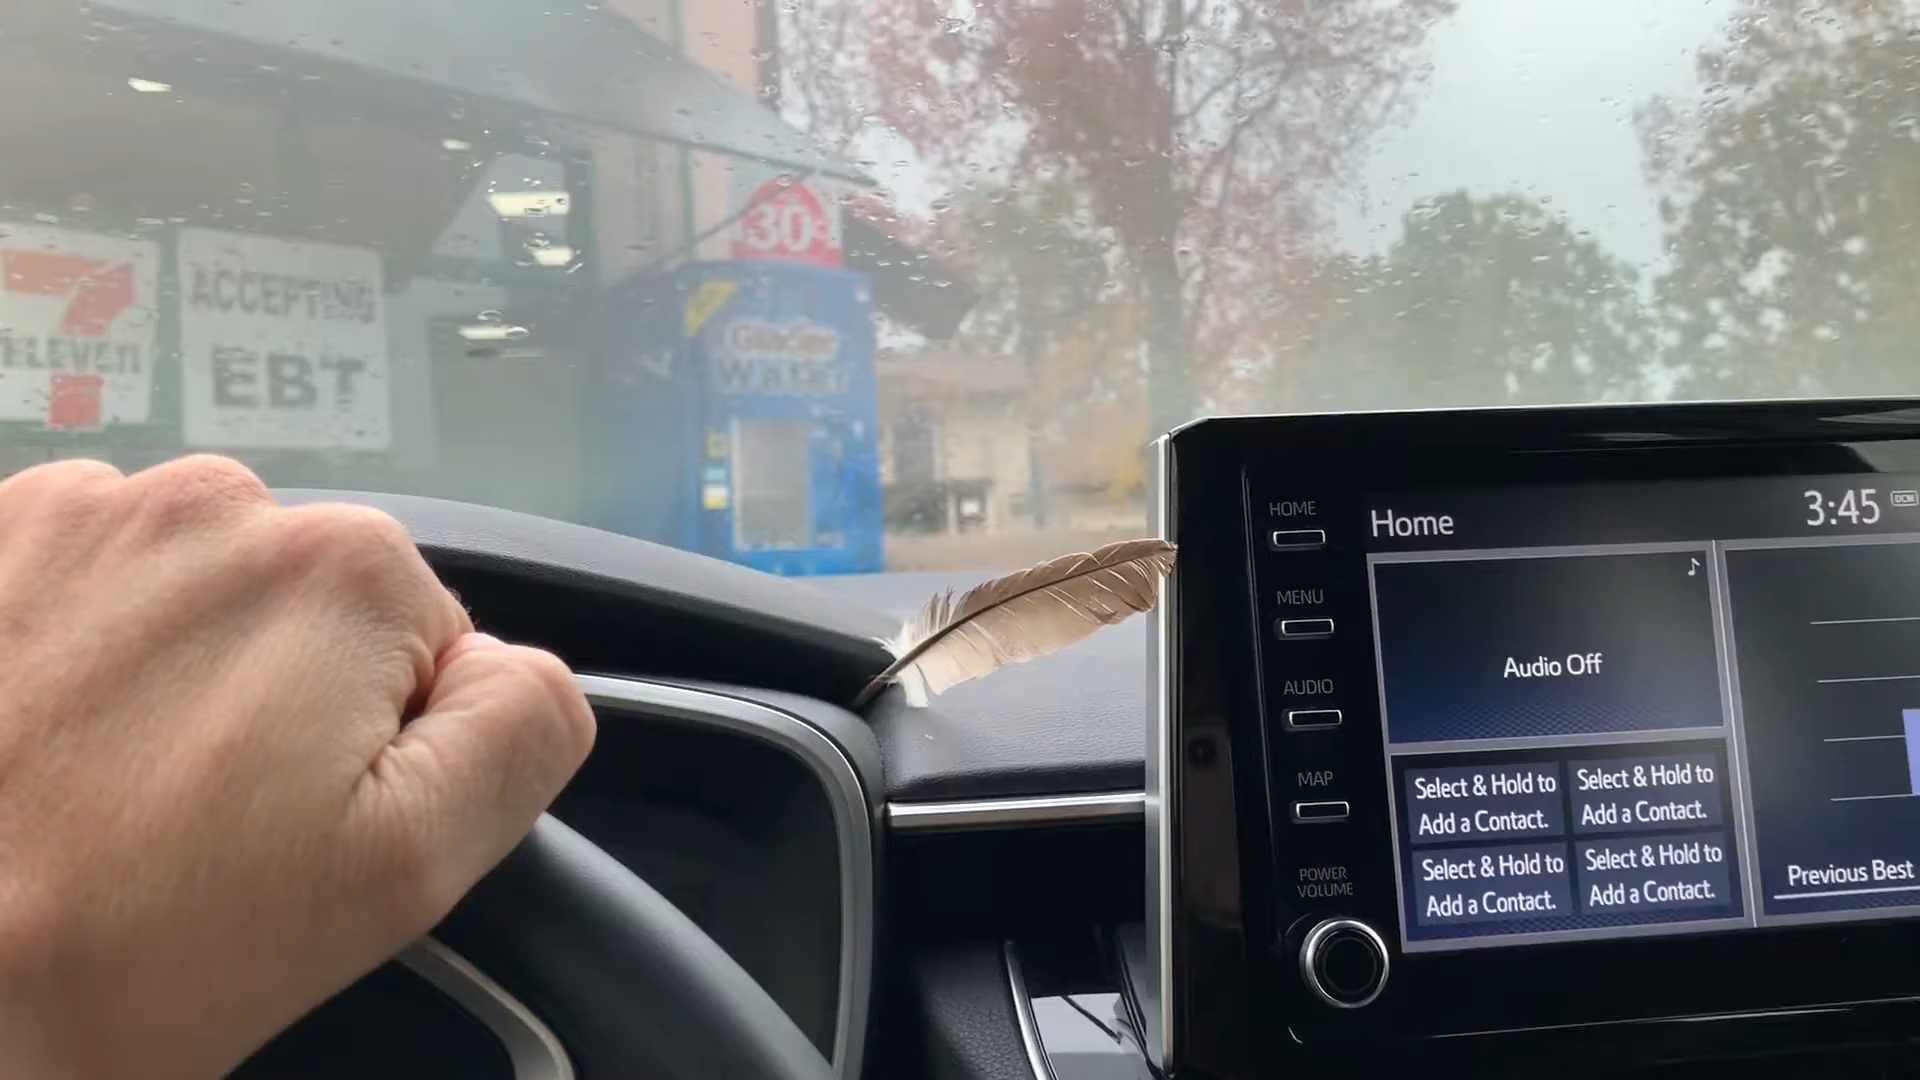 7
ELEVEN
ACCEPTING
EBT
30¢
Glacier
Water
HOME
MENU
AUDIO
MAP
POWER
VOLUME
Home
3:45
DCM
Audio Off
Select & Hold to
Add a Contact.
Select & Hold to
Add a Contact.
Select & Hold to
Add a Contact.
Select & Hold to
Add a Contact.
Previous Best